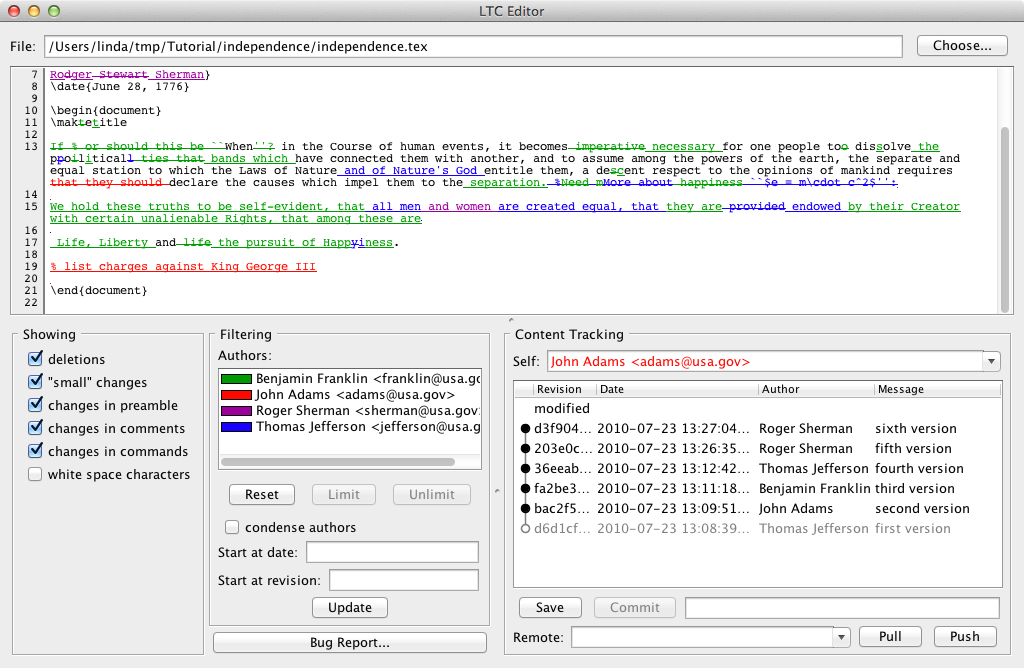 LTC Editor
File: /Users/linda/tmp/Tutorial/independence/independence.tex Choose...
7 Rodger Stewart Sherman}
8 \date{June 28, 1776}
9
10 \begin{document}
11 \maktetitle
12
13 If % or should this be ``When''? in the Course of human events, it becomes imperative necessary for one people too dissolve the
ppoiliticall ties that bands which have connected them with another, and to assume among the powers of the earth, the separate and
equal station to which the Laws of Nature and of Nature's God entitle them, a descent respect to the opinions of mankind requires
that they should declare the causes which impel them to the separation. %Need mMore about happiness ``$e = m\cdot c^2$'':
14
15 We hold these truths to be self-evident, that all men and women are created equal, that they are provided endowed by their Creator
with certain unalienable Rights, that among these are
16
17 Life, Liberty and life the pursuit of Happyiness.
18
19 % list charges against King George III
20
21 \end{document}
22
Showing
deletions
"small" changes
changes in preamble
changes in comments
changes in commands
white space characters
Filtering
Authors:
Benjamin Franklin <franklin@usa.go
John Adams <adams@usa.gov>
Roger Sherman <sherman@usa.gov
Thomas Jefferson <jefferson@usa.g
Reset Limit Unlimit
condense authors
Start at date:
Start at revision:
Update
Bug Report...
Content Tracking
Self: John Adams <adams@usa.gov>
Revision Date Author Message
modified
d3f904... 2010-07-23 13:27:04... Roger Sherman sixth version
203e0c... 2010-07-23 13:26:35... Roger Sherman fifth version
36eeab... 2010-07-23 13:12:42... Thomas Jefferson fourth version
fa2be3... 2010-07-23 13:11:18... Benjamin Franklin third version
bac2f5... 2010-07-23 13:09:51... John Adams second version
d6d1cf... 2010-07-23 13:08:39... Thomas Jefferson first version
Save Commit
Remote: Pull Push